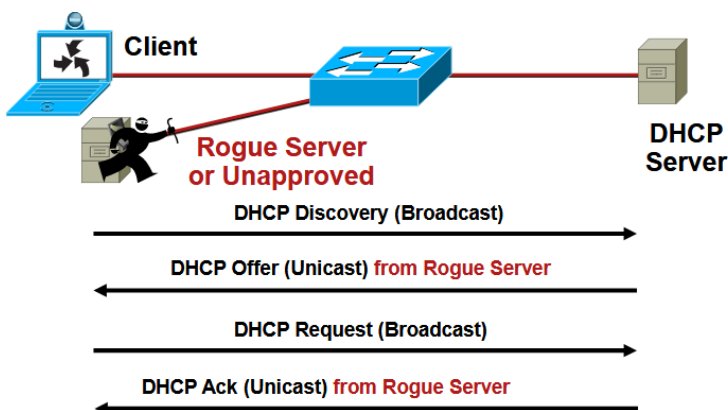 Client
DHCP
Server
Rogue Server
or Unapproved
DHCP Discovery (Broadcast)
DHCP Offer (Unicast) from Rogue Server
DHCP Request (Broadcast)
DHCP Ack (Unicast) from Rogue Server